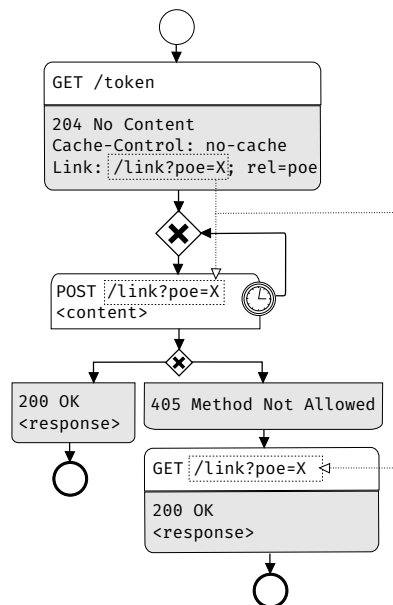 GET /token
204 No Content
Cache-Control: no-cache
Link: /link?poe=X; rel=poe
POST /link?poe=X
<content>
200 OK
<response>
405 Method Not Allowed
GET /link?poe=X
200 OK
<response>